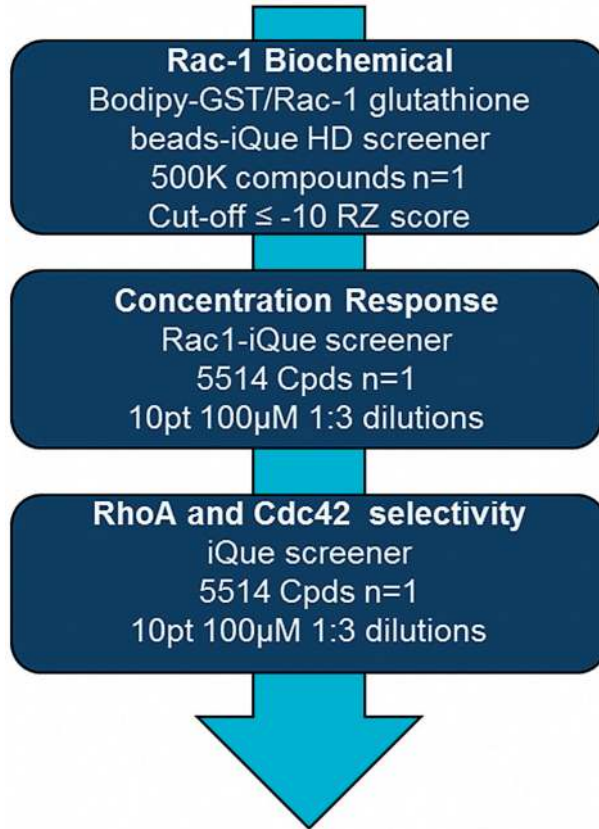 Rac-1 Biochemical
Bodipy-GST/Rac-1 glutathione
beads-iQue HD screener
500K compounds n=1
Cut-off ≤ -10 RZ score
Concentration Response
Rac1-iQue screener
5514 Cpds n=1
10pt 100µM 1:3 dilutions
RhoA and Cdc42 selectivity
iQue screener
5514 Cpds n=1
10pt 100µM 1:3 dilutions